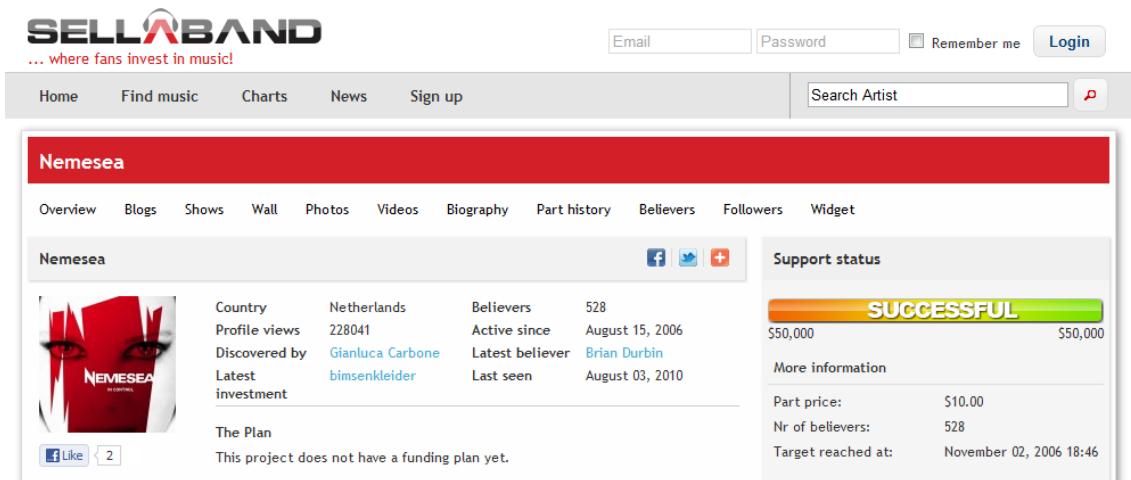 SELLABAND
... where fans invest in music!
Email Password Remember me Login
Home Find music Charts News Sign up Search Artist
Nemesea
Overview Blogs Shows Wall Photos Videos Biography Part history Believers Followers Widget
Nemesea
Country Netherlands Believers 528
Profile views 228041 Active since August 15, 2006
Discovered by Gianluca Carbone Latest believer Brian Durbin
Latest investment bimsenkleider Last seen August 03, 2010
NEMESEA
IN CONTROL
Like 2
The Plan
This project does not have a funding plan yet.
Support status
SUCCESSFUL
$50,000 $50,000
More information
Part price: $10.00
Nr of believers: 528
Target reached at: November 02, 2006 18:46